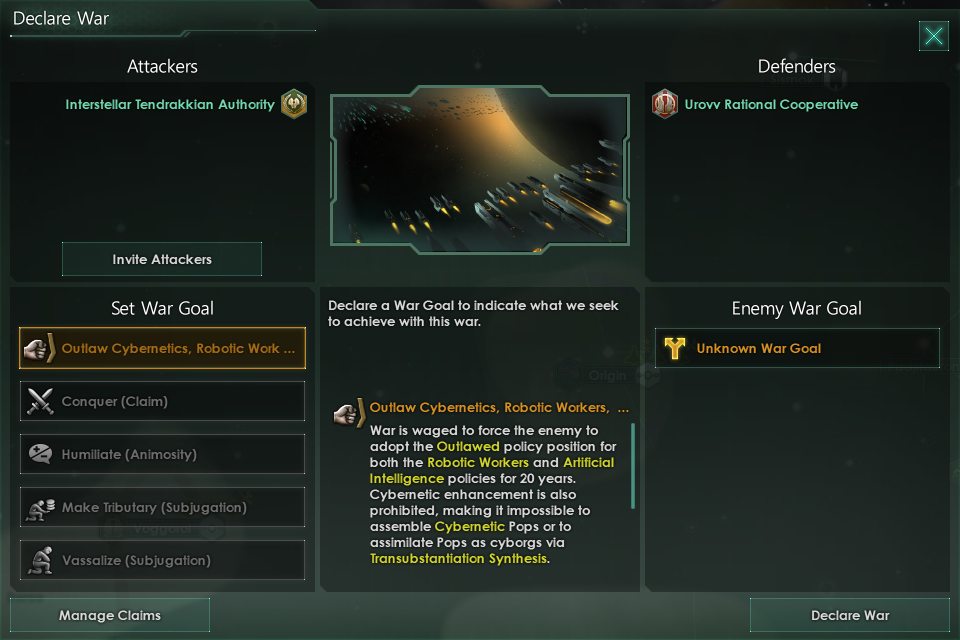 Declare War
Attackers
Defenders
Interstellar Tendrakkian Authority
Urovv Rational Cooperative
Invite Attackers
Set War Goal
Outlaw Cybernetics, Robotic Work ...
Conquer (Claim)
Humiliate (Animosity)
Make Tributary (Subjugation)
Vassalize (Subjugation)
Declare a War Goal to indicate what we seek
to achieve with this war.
Origin
Outlaw Cybernetics, Robotic Workers, ...
War is waged to force the enemy to
adopt the Outlawed policy position for
both the Robotic Workers and Artificial
Intelligence policies for 20 years.
Cybernetic enhancement is also
prohibited, making it impossible to
assemble Cybernetic Pops or to
assimilate Pops as cyborgs via
Transubstantiation Synthesis.
Enemy War Goal
Unknown War Goal
Manage Claims
Declare War